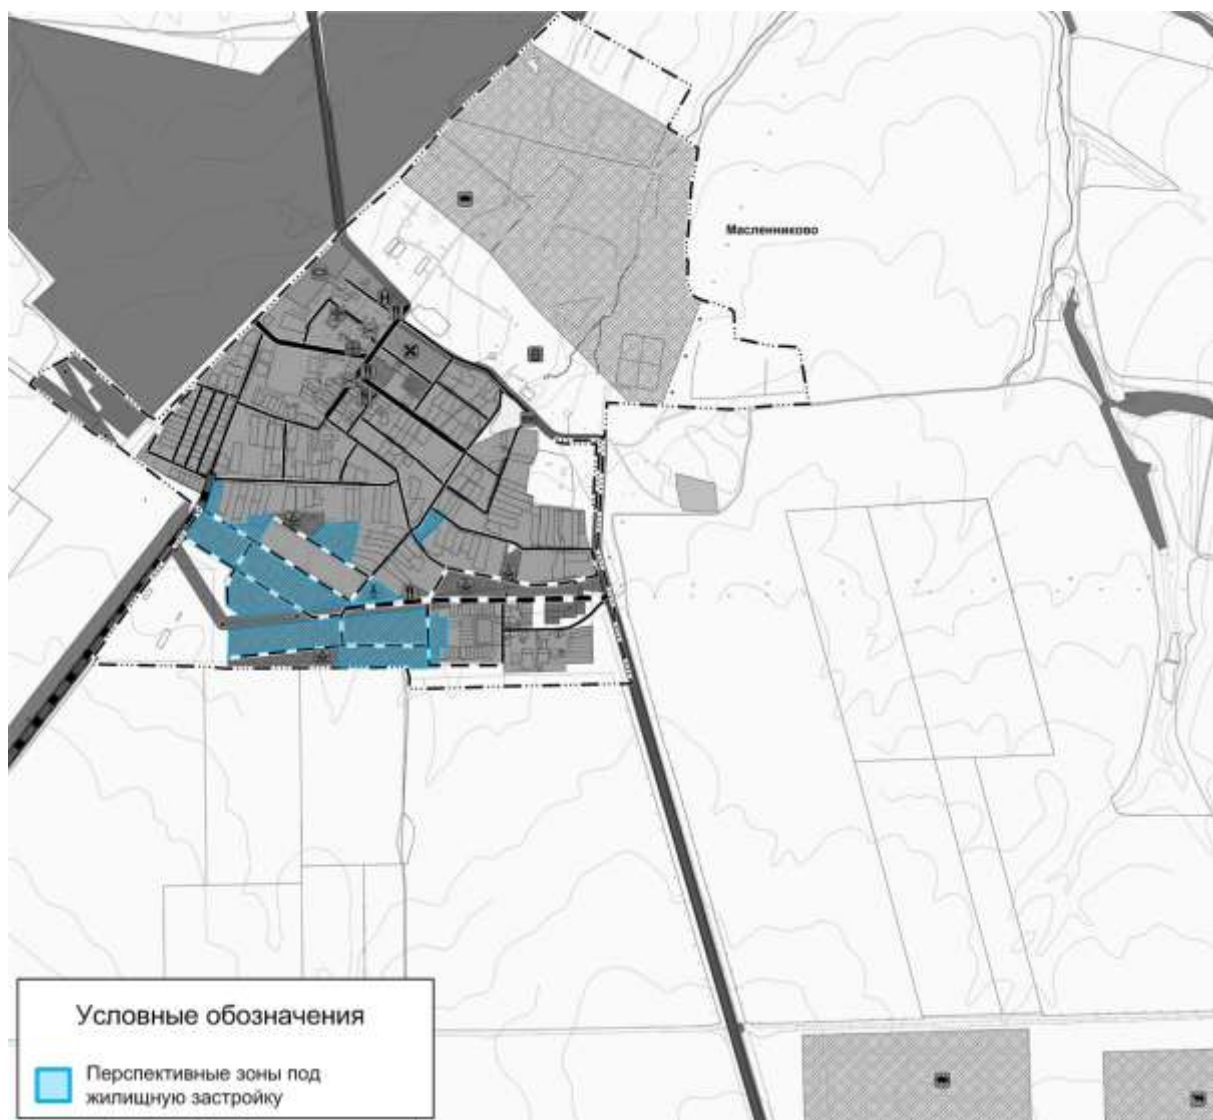 Масленниково
Условные обозначения
Перспективные зоны под
жилищную застройку